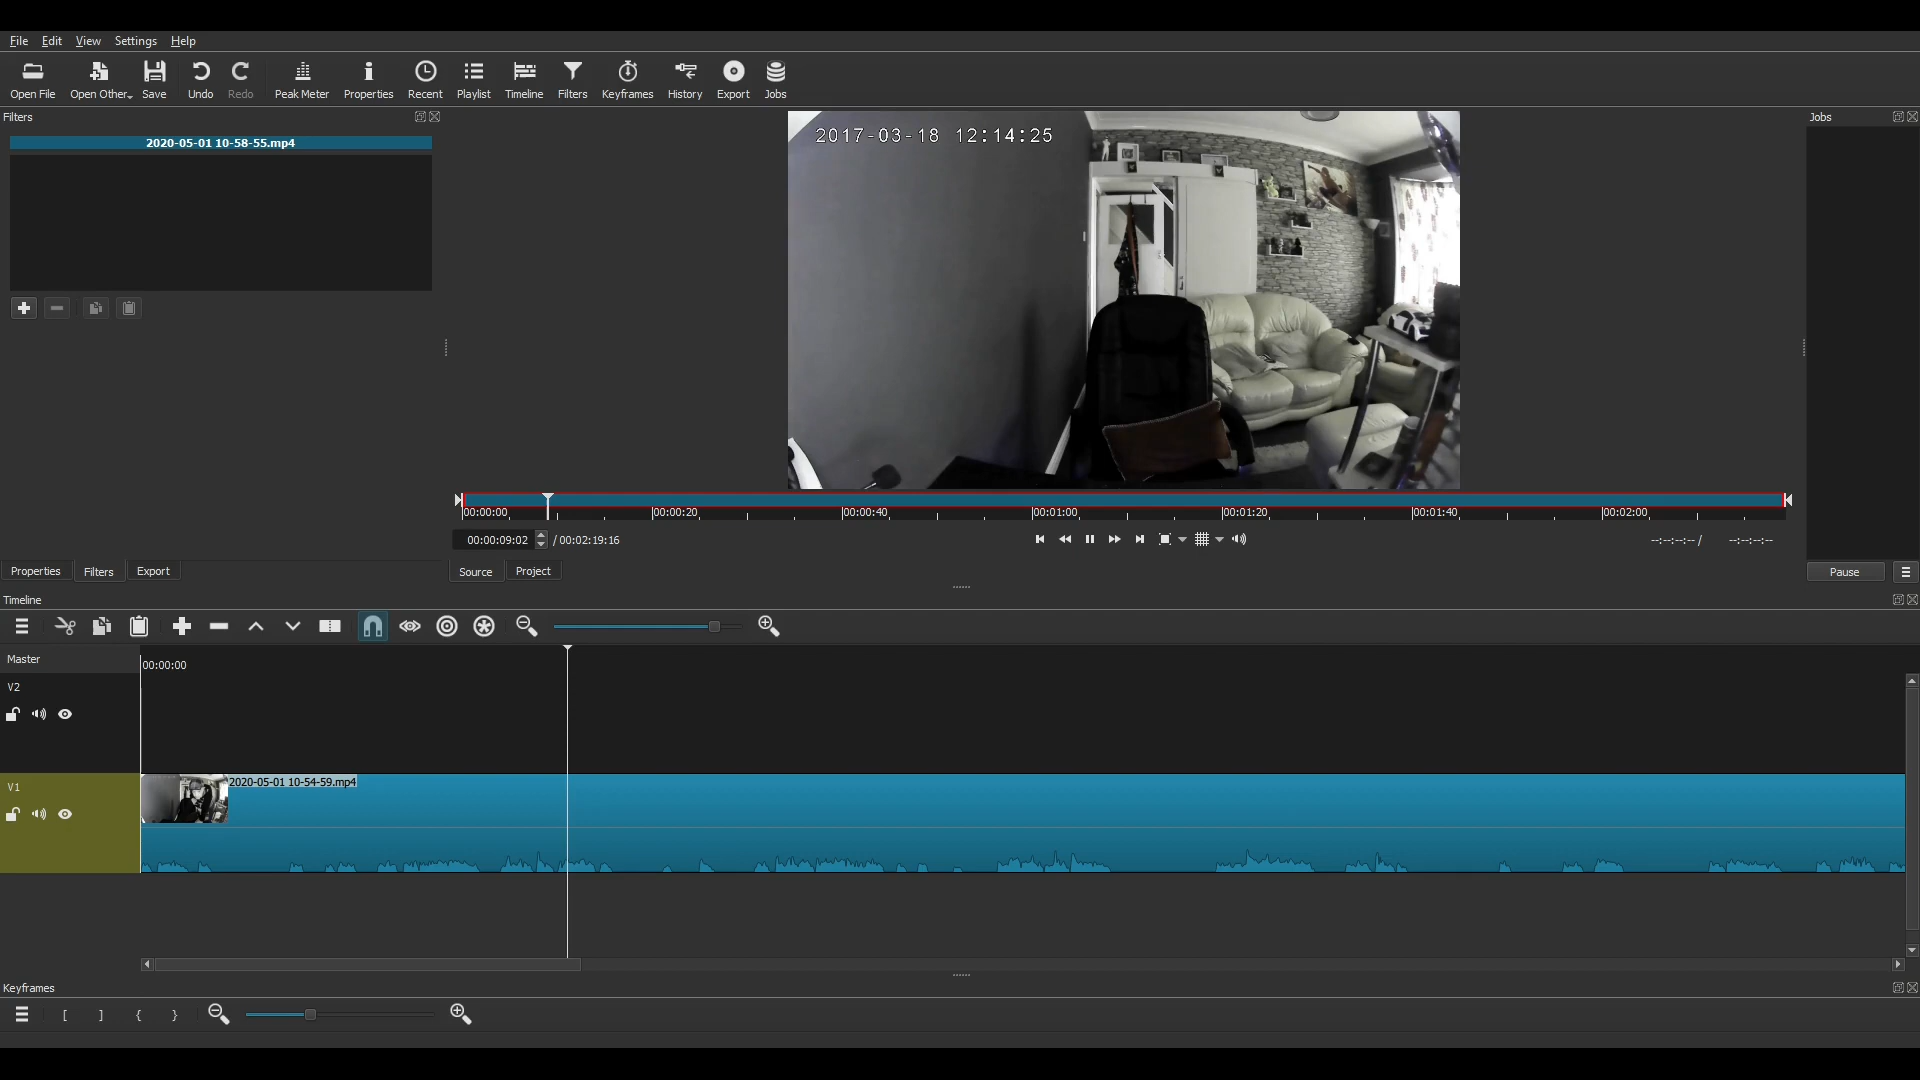 File Edit View Settings Help
Open File Open Other Save Undo Redo Peak Meter Properties Recent Playlist Timeline Filters Keyframes History Export Jobs
Filters
Jobs
2020-05-01 10-58-55.mp4
2017-03-18 12:14:25
00:00:00 00:00:20 00:00:40 00:01:00 00:01:20 00:01:40 00:02:00
00:00:09:02 / 00:02:19:16
--:--:--:-- / --:--:--:--
Properties Filters Export
Source Project
Pause
Timeline
Master
00:00:00
V2
V1
2020-05-01 10-54-59.mp4
Keyframes
[ ] { }